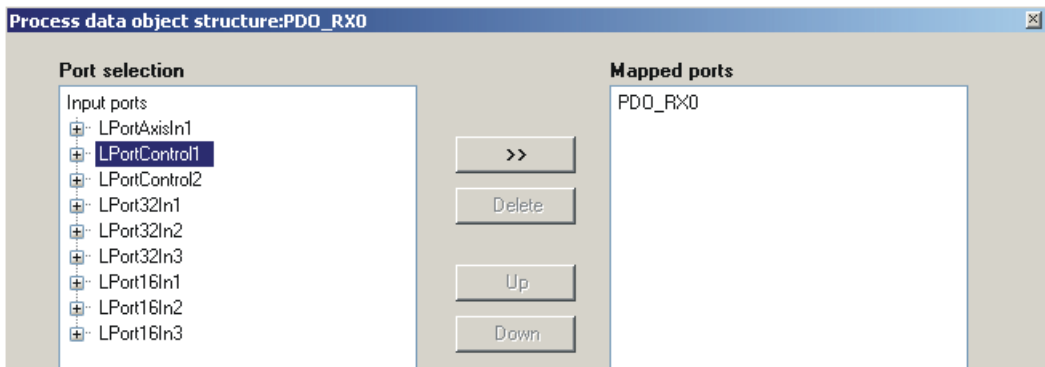 Process data object structure:PDO_RX0
Port selection
Input ports
LPortAxisIn1
LPortControl1
LPortControl2
LPort32In1
LPort32In2
LPort32In3
LPort16In1
LPort16In2
LPort16In3
>>
Delete
Up
Down
Mapped ports
PDO_RX0